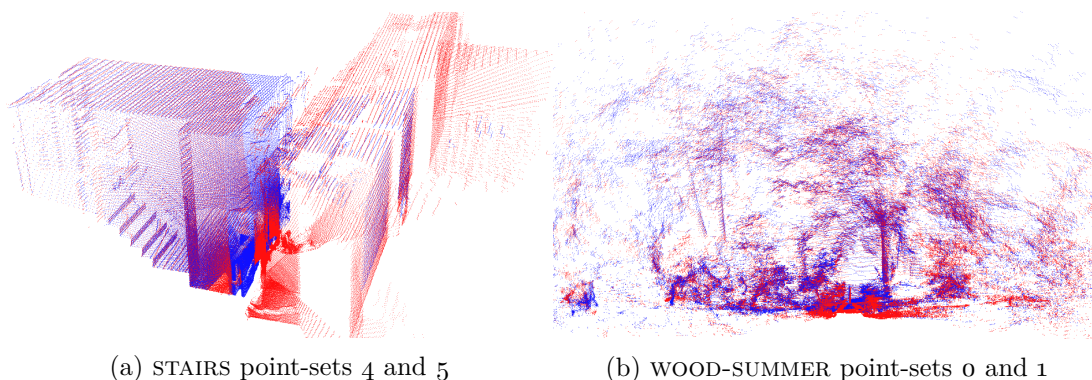 (a) STAIRS point-sets 4 and 5
(b) WOOD-SUMMER point-sets 0 and 1